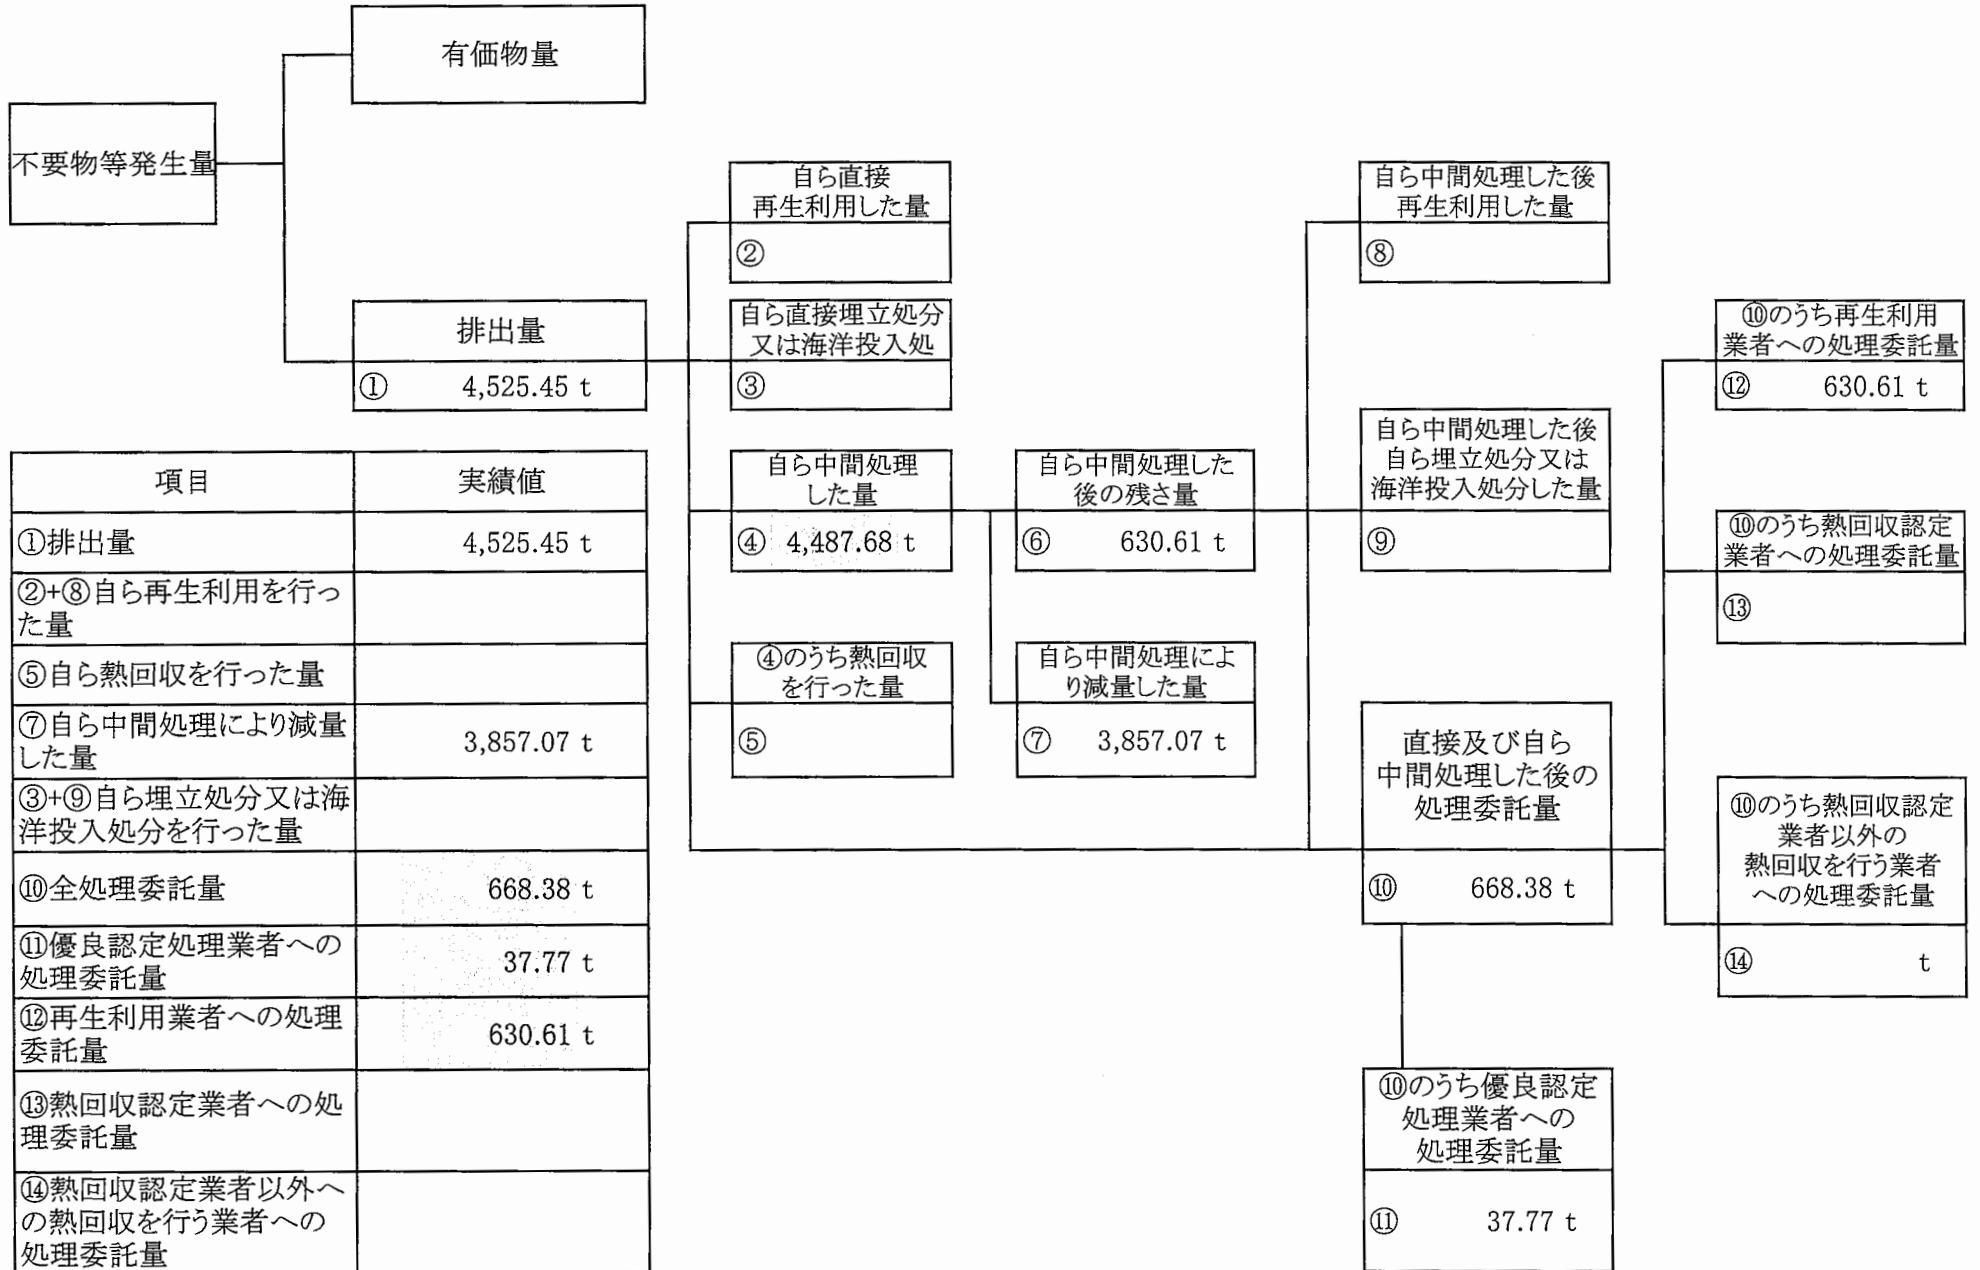 有価物量
不要物等発生量
自ら直接
再生利用した量
②
自ら中間処理した後
再生利用した量
⑧
排出量
① 4,525.45 t
自ら直接埋立処分
又は海洋投入処
③
⑩のうち再生利用
業者への処理委託量
⑫ 630.61 t
自ら中間処理
した量
④ 4,487.68 t
自ら中間処理した
後の残さ量
⑥ 630.61 t
自ら中間処理した後
自ら埋立処分又は
海洋投入処分した量
⑨
⑩のうち熱回収認定
業者への処理委託量
⑬
④のうち熱回収
を行った量
⑤
自ら中間処理によ
り減量した量
⑦ 3,857.07 t
直接及び自ら
中間処理した後の
処理委託量
⑩ 668.38 t
⑩のうち熱回収認定
業者以外の
熱回収を行う業者
への処理委託量
⑭ t
⑩のうち優良認定
処理業者への
処理委託量
⑪ 37.77 t
項目 実績値
①排出量 4,525.45 t
②+⑧自ら再生利用を行っ
た量
⑤自ら熱回収を行った量
⑦自ら中間処理により減量
した量 3,857.07 t
③+⑨自ら埋立処分又は海
洋投入処分を行った量
⑩全処理委託量 668.38 t
⑪優良認定処理業者への
処理委託量 37.77 t
⑫再生利用業者への処理
委託量 630.61 t
⑬熱回収認定業者への処
理委託量
⑭熱回収認定業者以外へ
の熱回収を行う業者への
処理委託量